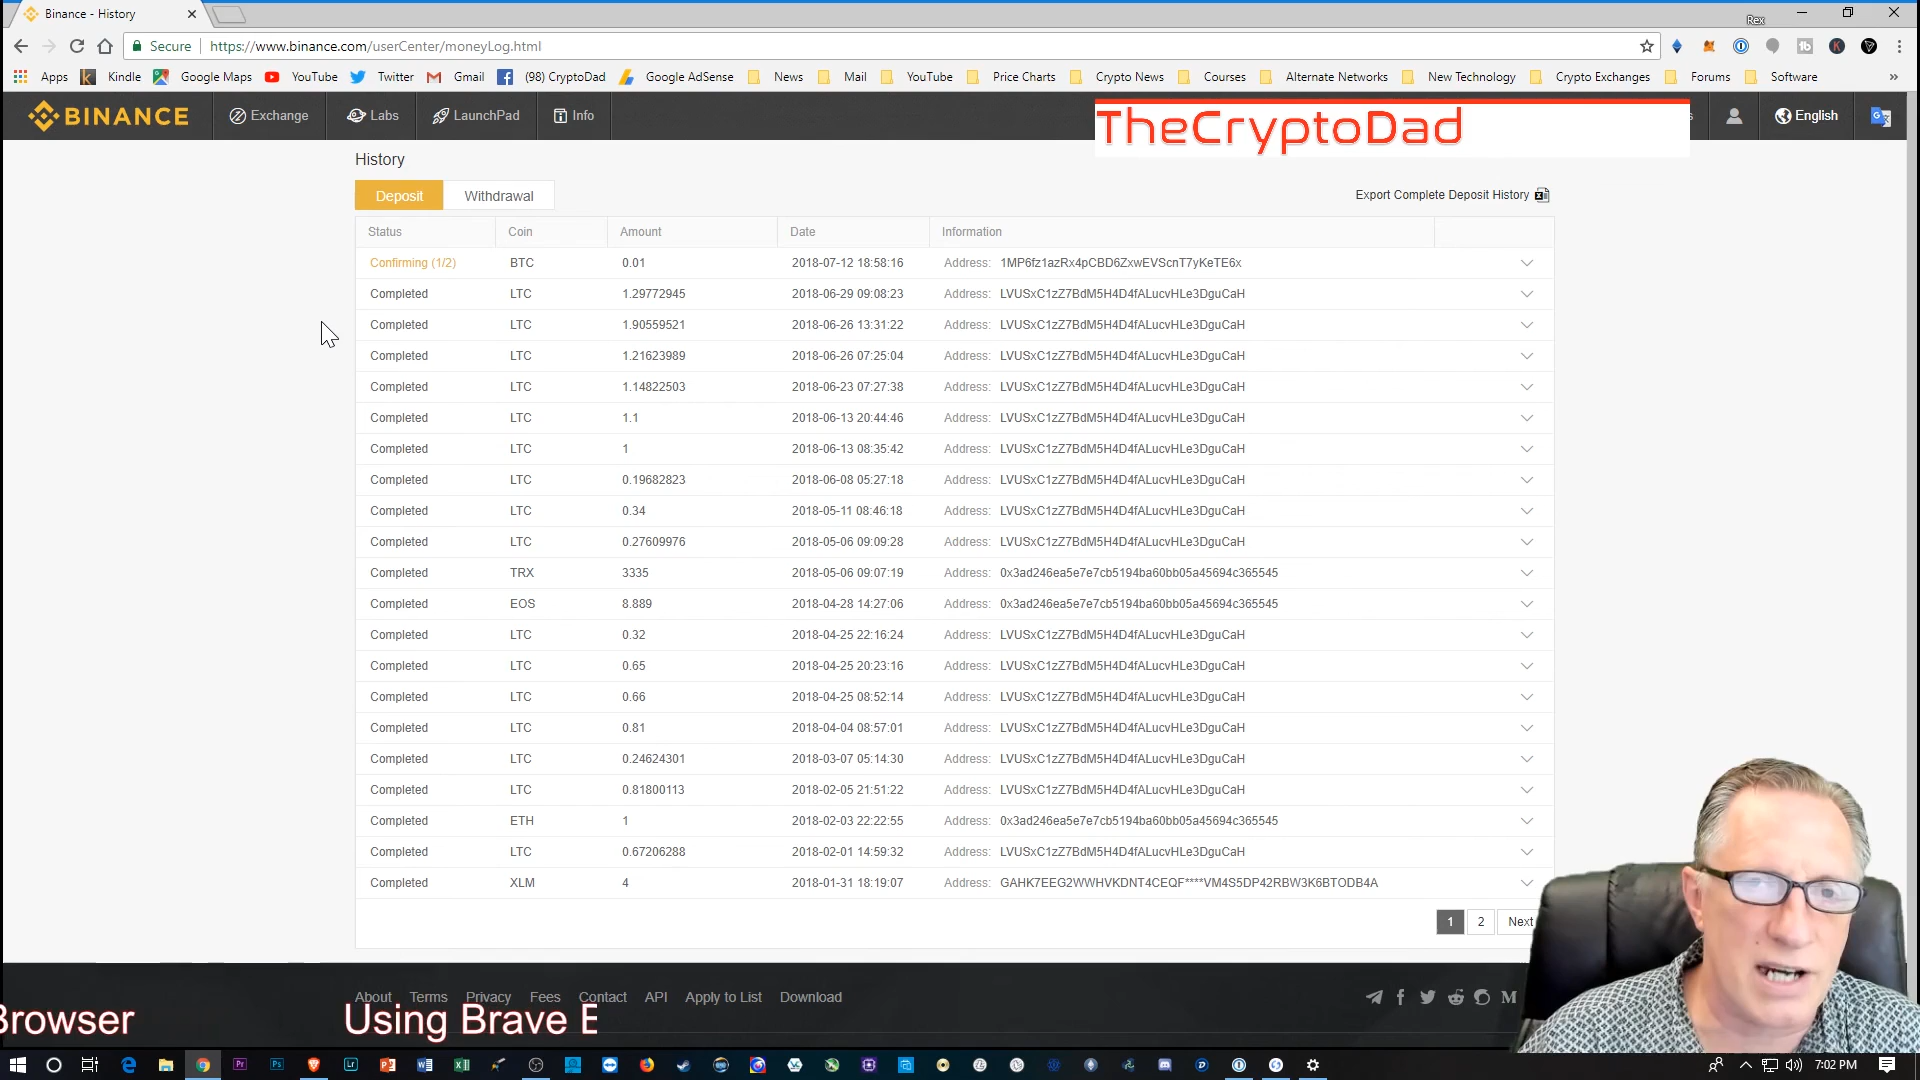 Binance - History
Rex
Secure https://www.binance.com/userCenter/moneyLog.html
Apps Kindle Google Maps YouTube Twitter Gmail (98) CryptoDad Google AdSense News Mail YouTube Price Charts Crypto News Courses Alternate Networks New Technology Crypto Exchanges Forums Software »
BINANCE Exchange Labs LaunchPad Info TheCryptoDad s English
History
Deposit Withdrawal Export Complete Deposit History
Status Coin Amount Date Information
Confirming (1/2) BTC 0.01 2018-07-12 18:58:16 Address: 1MP6fz1azRx4pCBD6ZxwEVScnT7yKeTE6x
Completed LTC 1.29772945 2018-06-29 09:08:23 Address: LVUSxC1zZ7BdM5H4D4fALucvHLe3DguCaH
Completed LTC 1.90559521 2018-06-26 13:31:22 Address: LVUSxC1zZ7BdM5H4D4fALucvHLe3DguCaH
Completed LTC 1.21623989 2018-06-26 07:25:04 Address: LVUSxC1zZ7BdM5H4D4fALucvHLe3DguCaH
Completed LTC 1.14822503 2018-06-23 07:27:38 Address: LVUSxC1zZ7BdM5H4D4fALucvHLe3DguCaH
Completed LTC 1.1 2018-06-13 20:44:46 Address: LVUSxC1zZ7BdM5H4D4fALucvHLe3DguCaH
Completed LTC 1 2018-06-13 08:35:42 Address: LVUSxC1zZ7BdM5H4D4fALucvHLe3DguCaH
Completed LTC 0.19682823 2018-06-08 05:27:18 Address: LVUSxC1zZ7BdM5H4D4fALucvHLe3DguCaH
Completed LTC 0.34 2018-05-11 08:46:18 Address: LVUSxC1zZ7BdM5H4D4fALucvHLe3DguCaH
Completed LTC 0.27609976 2018-05-06 09:09:28 Address: LVUSxC1zZ7BdM5H4D4fALucvHLe3DguCaH
Completed TRX 3335 2018-05-06 09:07:19 Address: 0x3ad246ea5e7e7cb5194ba60bb05a45694c365545
Completed EOS 8.889 2018-04-28 14:27:06 Address: 0x3ad246ea5e7e7cb5194ba60bb05a45694c365545
Completed LTC 0.32 2018-04-25 22:16:24 Address: LVUSxC1zZ7BdM5H4D4fALucvHLe3DguCaH
Completed LTC 0.65 2018-04-25 20:23:16 Address: LVUSxC1zZ7BdM5H4D4fALucvHLe3DguCaH
Completed LTC 0.66 2018-04-25 08:52:14 Address: LVUSxC1zZ7BdM5H4D4fALucvHLe3DguCaH
Completed LTC 0.81 2018-04-04 08:57:01 Address: LVUSxC1zZ7BdM5H4D4fALucvHLe3DguCaH
Completed LTC 0.24624301 2018-03-07 05:14:30 Address: LVUSxC1zZ7BdM5H4D4fALucvHLe3DguCaH
Completed LTC 0.81800113 2018-02-05 21:51:22 Address: LVUSxC1zZ7BdM5H4D4fALucvHLe3DguCaH
Completed ETH 1 2018-02-03 22:22:55 Address: 0x3ad246ea5e7e7cb5194ba60bb05a45694c365545
Completed LTC 0.67206288 2018-02-01 14:59:32 Address: LVUSxC1zZ7BdM5H4D4fALucvHLe3DguCaH
Completed XLM 4 2018-01-31 18:19:07 Address: GAHK7EEG2WWHVKDNT4CEQF****VM4S5DP42RBW3K6BTODB4A
1 2 Next
About Terms Privacy Fees Contact API Apply to List Download
Browser Using Brave B
7:02 PM